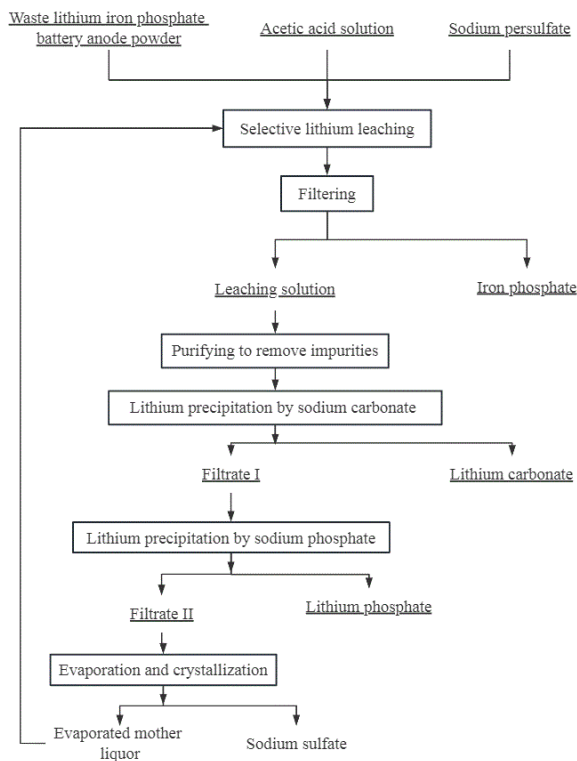 Waste lithium iron phosphate
battery anode powder
Acetic acid solution
Sodium persulfate
Selective lithium leaching
Filtering
Leaching solution
Iron phosphate
Purifying to remove impurities
Lithium precipitation by sodium carbonate
Filtrate I
Lithium carbonate
Lithium precipitation by sodium phosphate
Lithium phosphate
Filtrate II
Evaporation and crystallization
Evaporated mother
liquor
Sodium sulfate